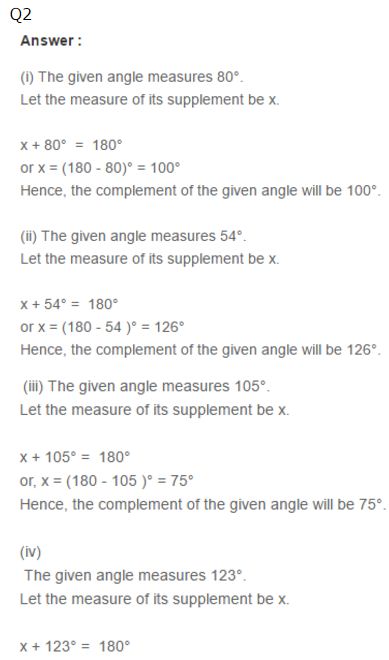 Q2
Answer :
(i) The given angle measures 80°.
Let the measure of its supplement be x.
x + 80°  =  180°
or x = (180 - 80)° = 100°
Hence, the complement of the given angle will be 100°.
(ii) The given angle measures 54°.
Let the measure of its supplement be x.
x + 54° =  180°
or x = (180 - 54 )° = 126°
Hence, the complement of the given angle will be 126°.
(iii) The given angle measures 105°.
Let the measure of its supplement be x.
x + 105° =  180°
or, x = (180 - 105 )° = 75°
Hence, the complement of the given angle will be 75°.
(iv)
The given angle measures 123°.
Let the measure of its supplement be x.
x + 123° =  180°